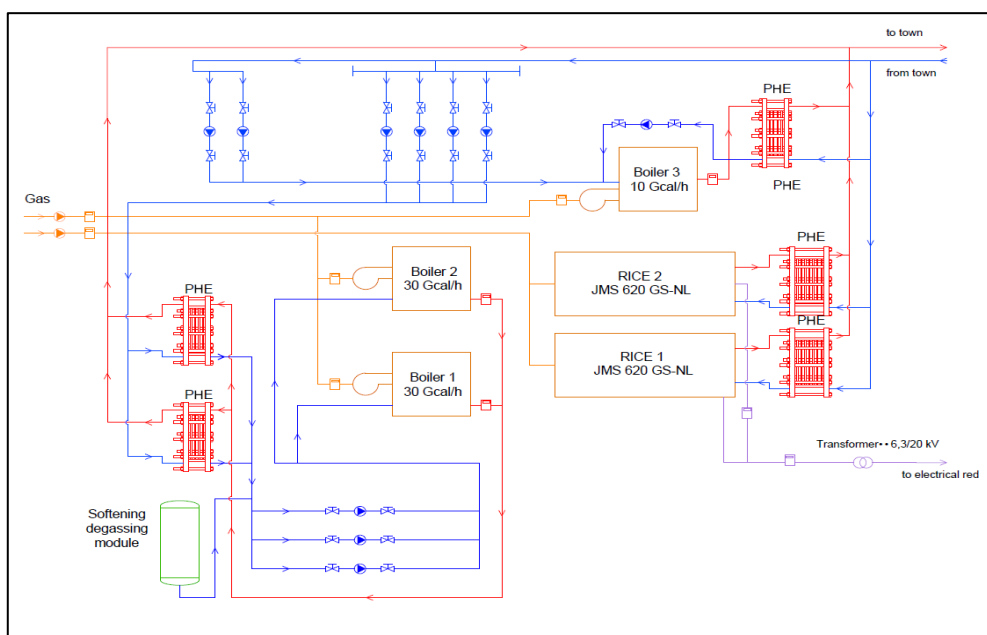 to town
from town
PHE
Boiler 3
10 Gcal/h
PHE
Gas
PHE
Boiler 2
30 Gcal/h
RICE 2
JMS 620 GS-NL
PHE
PHE
RICE 1
JMS 620 GS-NL
Boiler 1
30 Gcal/h
PHE
Transformer•• 6,3/20 kV
to electrical red
Softening
degassing
module